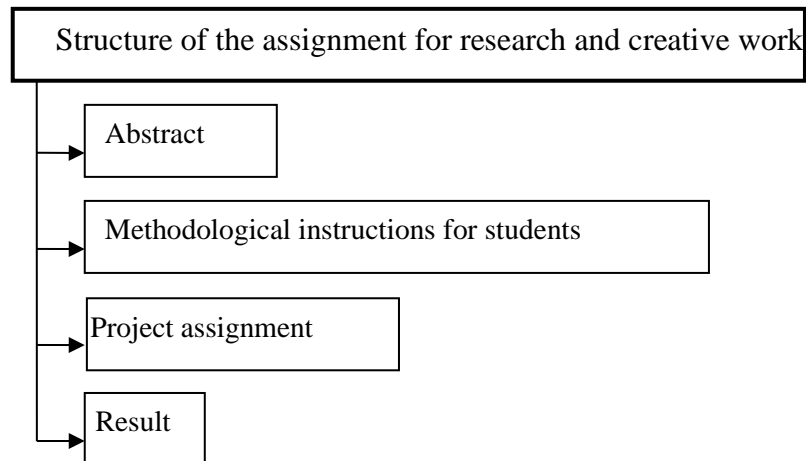 Structure of the assignment for research and creative work
Abstract
Methodological instructions for students
Project assignment
Result